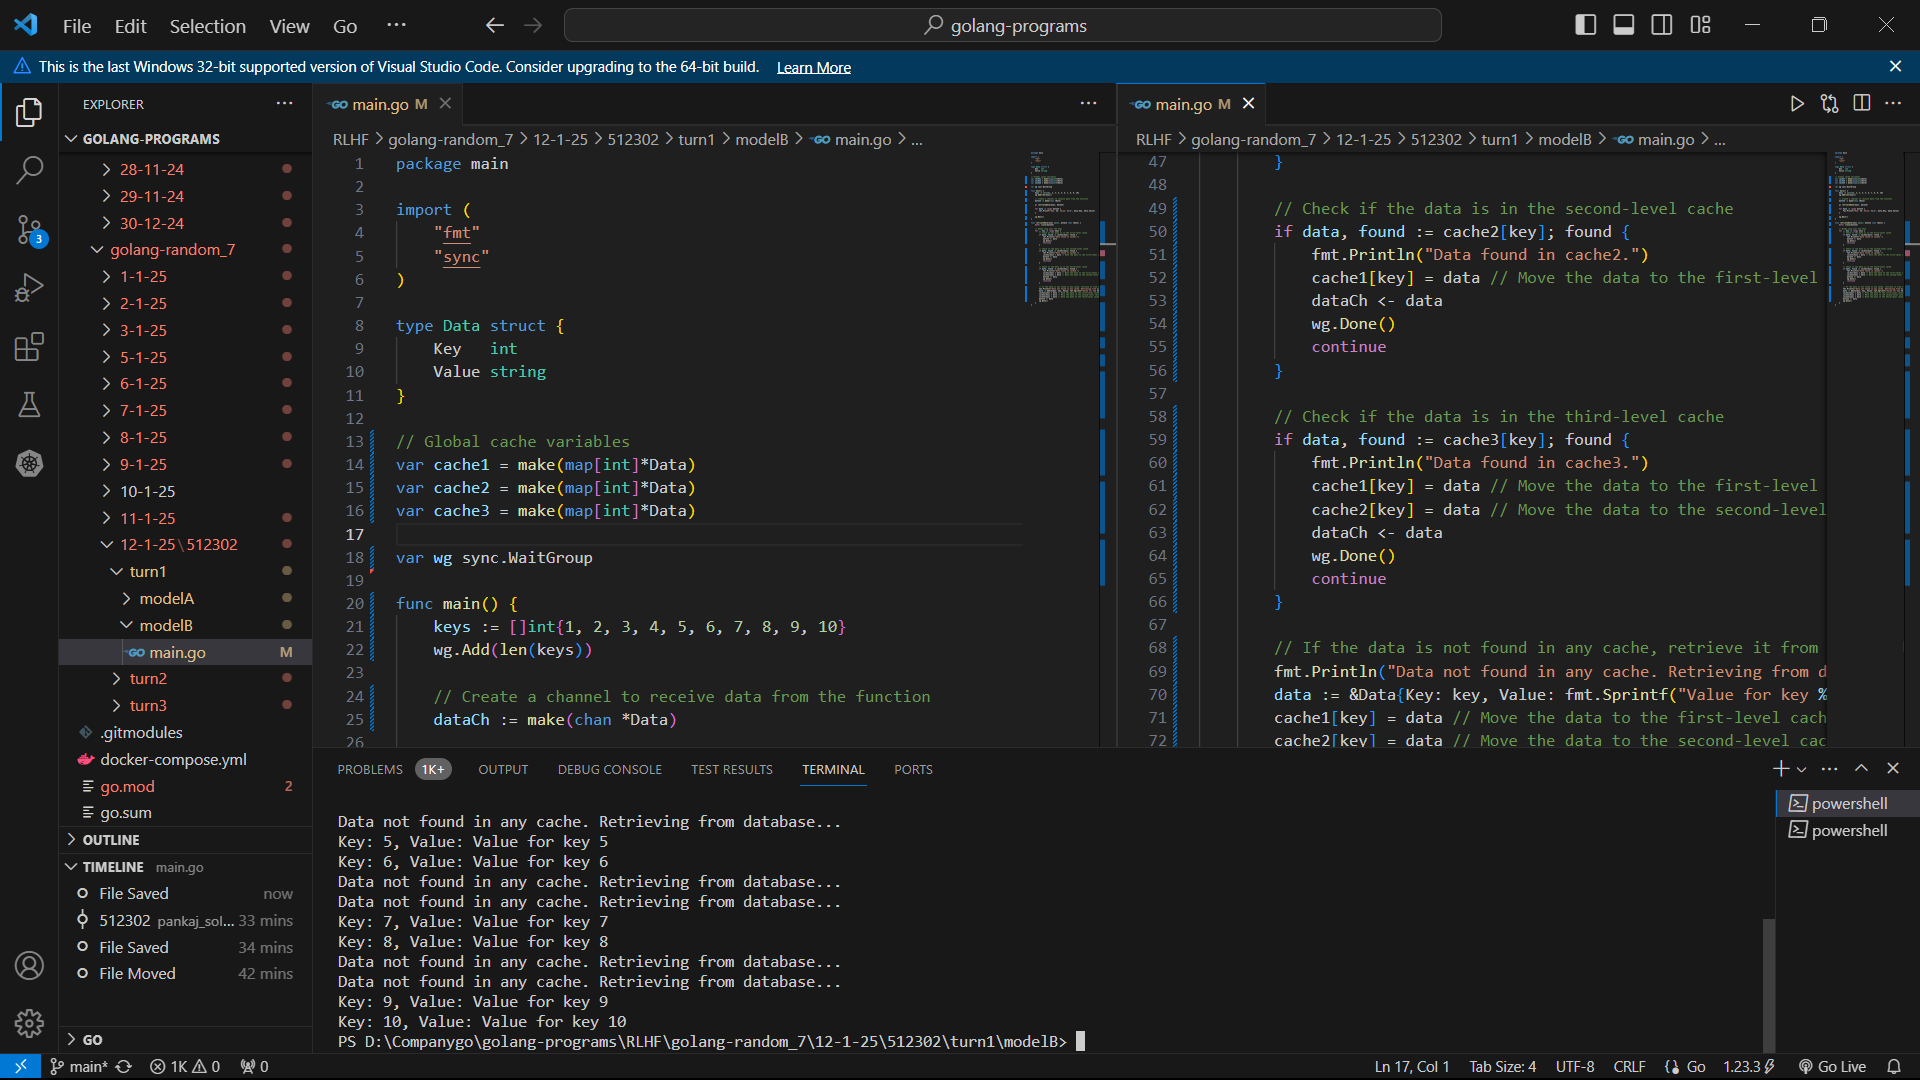 File Edit Selection View Go ··· golang-programs
This is the last Windows 32-bit supported version of Visual Studio Code. Consider upgrading to the 64-bit build. Learn More
EXPLORER
GOLANG-PROGRAMS
28-11-24
29-11-24
30-12-24
golang-random_7
1-1-25
2-1-25
3-1-25
5-1-25
6-1-25
7-1-25
8-1-25
9-1-25
10-1-25
11-1-25
12-1-25\512302
turn1
modelA
modelB
main.go M
turn2
turn3
.gitmodules
docker-compose.yml
go.mod 2
go.sum
OUTLINE
TIMELINE main.go
File Saved now
512302 pankaj_sol... 33 mins
File Saved 34 mins
File Moved 42 mins
GO
3
main.go M
RLHF > golang-random_7 > 12-1-25 > 512302 > turn1 > modelB > main.go > ...
1 package main
2
3 import (
4 "fmt"
5 "sync"
6 )
7
8 type Data struct {
9 Key int
10 Value string
11 }
12
13 // Global cache variables
14 var cache1 = make(map[int]*Data)
15 var cache2 = make(map[int]*Data)
16 var cache3 = make(map[int]*Data)
17
18 var wg sync.WaitGroup
19
20 func main() {
21 keys := []int{1, 2, 3, 4, 5, 6, 7, 8, 9, 10}
22 wg.Add(len(keys))
23
24 // Create a channel to receive data from the function
25 dataCh := make(chan *Data)
26
main.go M
RLHF > golang-random_7 > 12-1-25 > 512302 > turn1 > modelB > main.go > ...
47 }
48
49 // Check if the data is in the second-level cache
50 if data, found := cache2[key]; found {
51 fmt.Println("Data found in cache2.")
52 cache1[key] = data // Move the data to the first-level
53 dataCh <- data
54 wg.Done()
55 continue
56 }
57
58 // Check if the data is in the third-level cache
59 if data, found := cache3[key]; found {
60 fmt.Println("Data found in cache3.")
61 cache1[key] = data // Move the data to the first-level
62 cache2[key] = data // Move the data to the second-level
63 dataCh <- data
64 wg.Done()
65 continue
66 }
67
68 // If the data is not found in any cache, retrieve it from
69 fmt.Println("Data not found in any cache. Retrieving from d
70 data := &Data{Key: key, Value: fmt.Sprintf("Value for key %
71 cache1[key] = data // Move the data to the first-level cach
72 cache2[key] = data // Move the data to the second-level cac
PROBLEMS 1K+ OUTPUT DEBUG CONSOLE TEST RESULTS TERMINAL PORTS
Data not found in any cache. Retrieving from database...
Key: 5, Value: Value for key 5
Key: 6, Value: Value for key 6
Data not found in any cache. Retrieving from database...
Data not found in any cache. Retrieving from database...
Key: 7, Value: Value for key 7
Key: 8, Value: Value for key 8
Data not found in any cache. Retrieving from database...
Data not found in any cache. Retrieving from database...
Key: 9, Value: Value for key 9
Key: 10, Value: Value for key 10
PS D:\Companygo\golang-programs\RLHF\golang-random_7\12-1-25\512302\turn1\modelB>
powershell
powershell
main* 1K 0 0 Ln 17, Col 1 Tab Size: 4 UTF-8 CRLF Go 1.23.3 Go Live